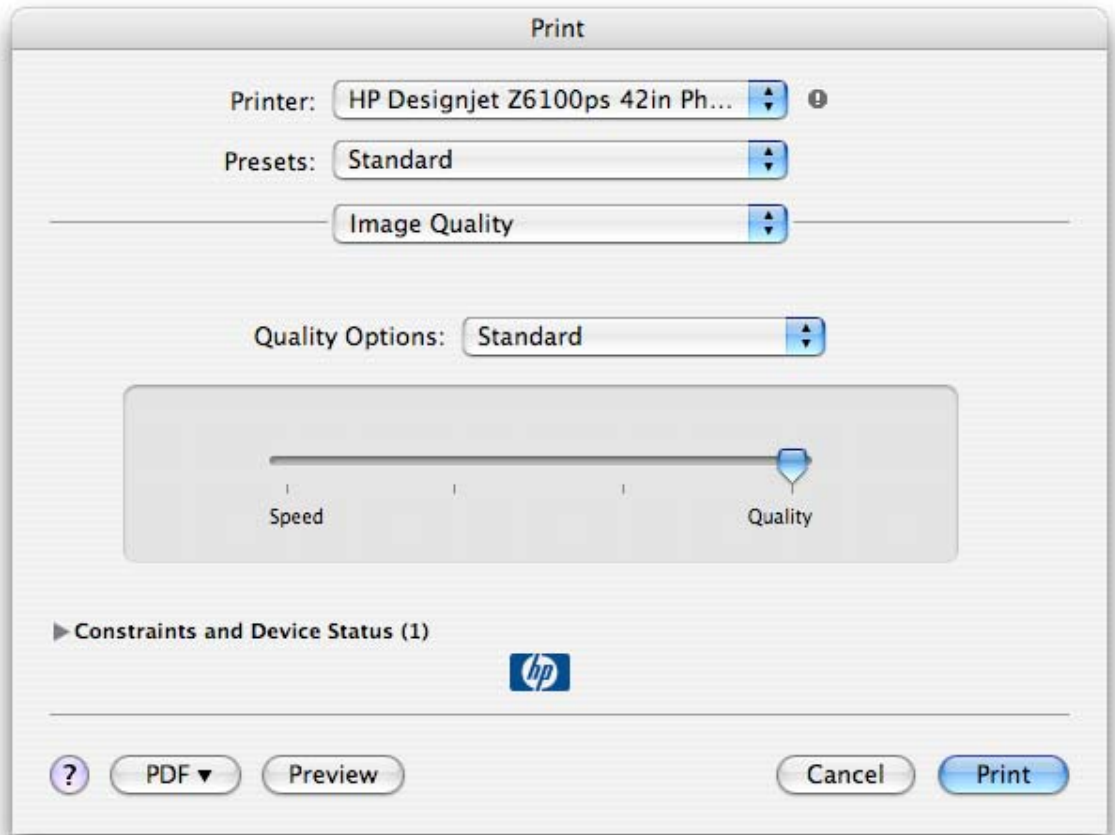 Print
Printer: HP Designjet Z6100ps 42in Ph...
Presets: Standard
Image Quality
Quality Options: Standard
Speed Quality
Constraints and Device Status (1)
hp
? PDF Preview Cancel Print